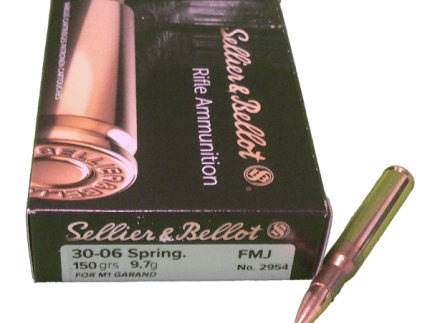 Sellier & Bellot
Rifle Ammunition
Sellier & Bellot
30-06 Spring. FMJ
150 grs 9,7g No. 2954
FOR M1 GARAND